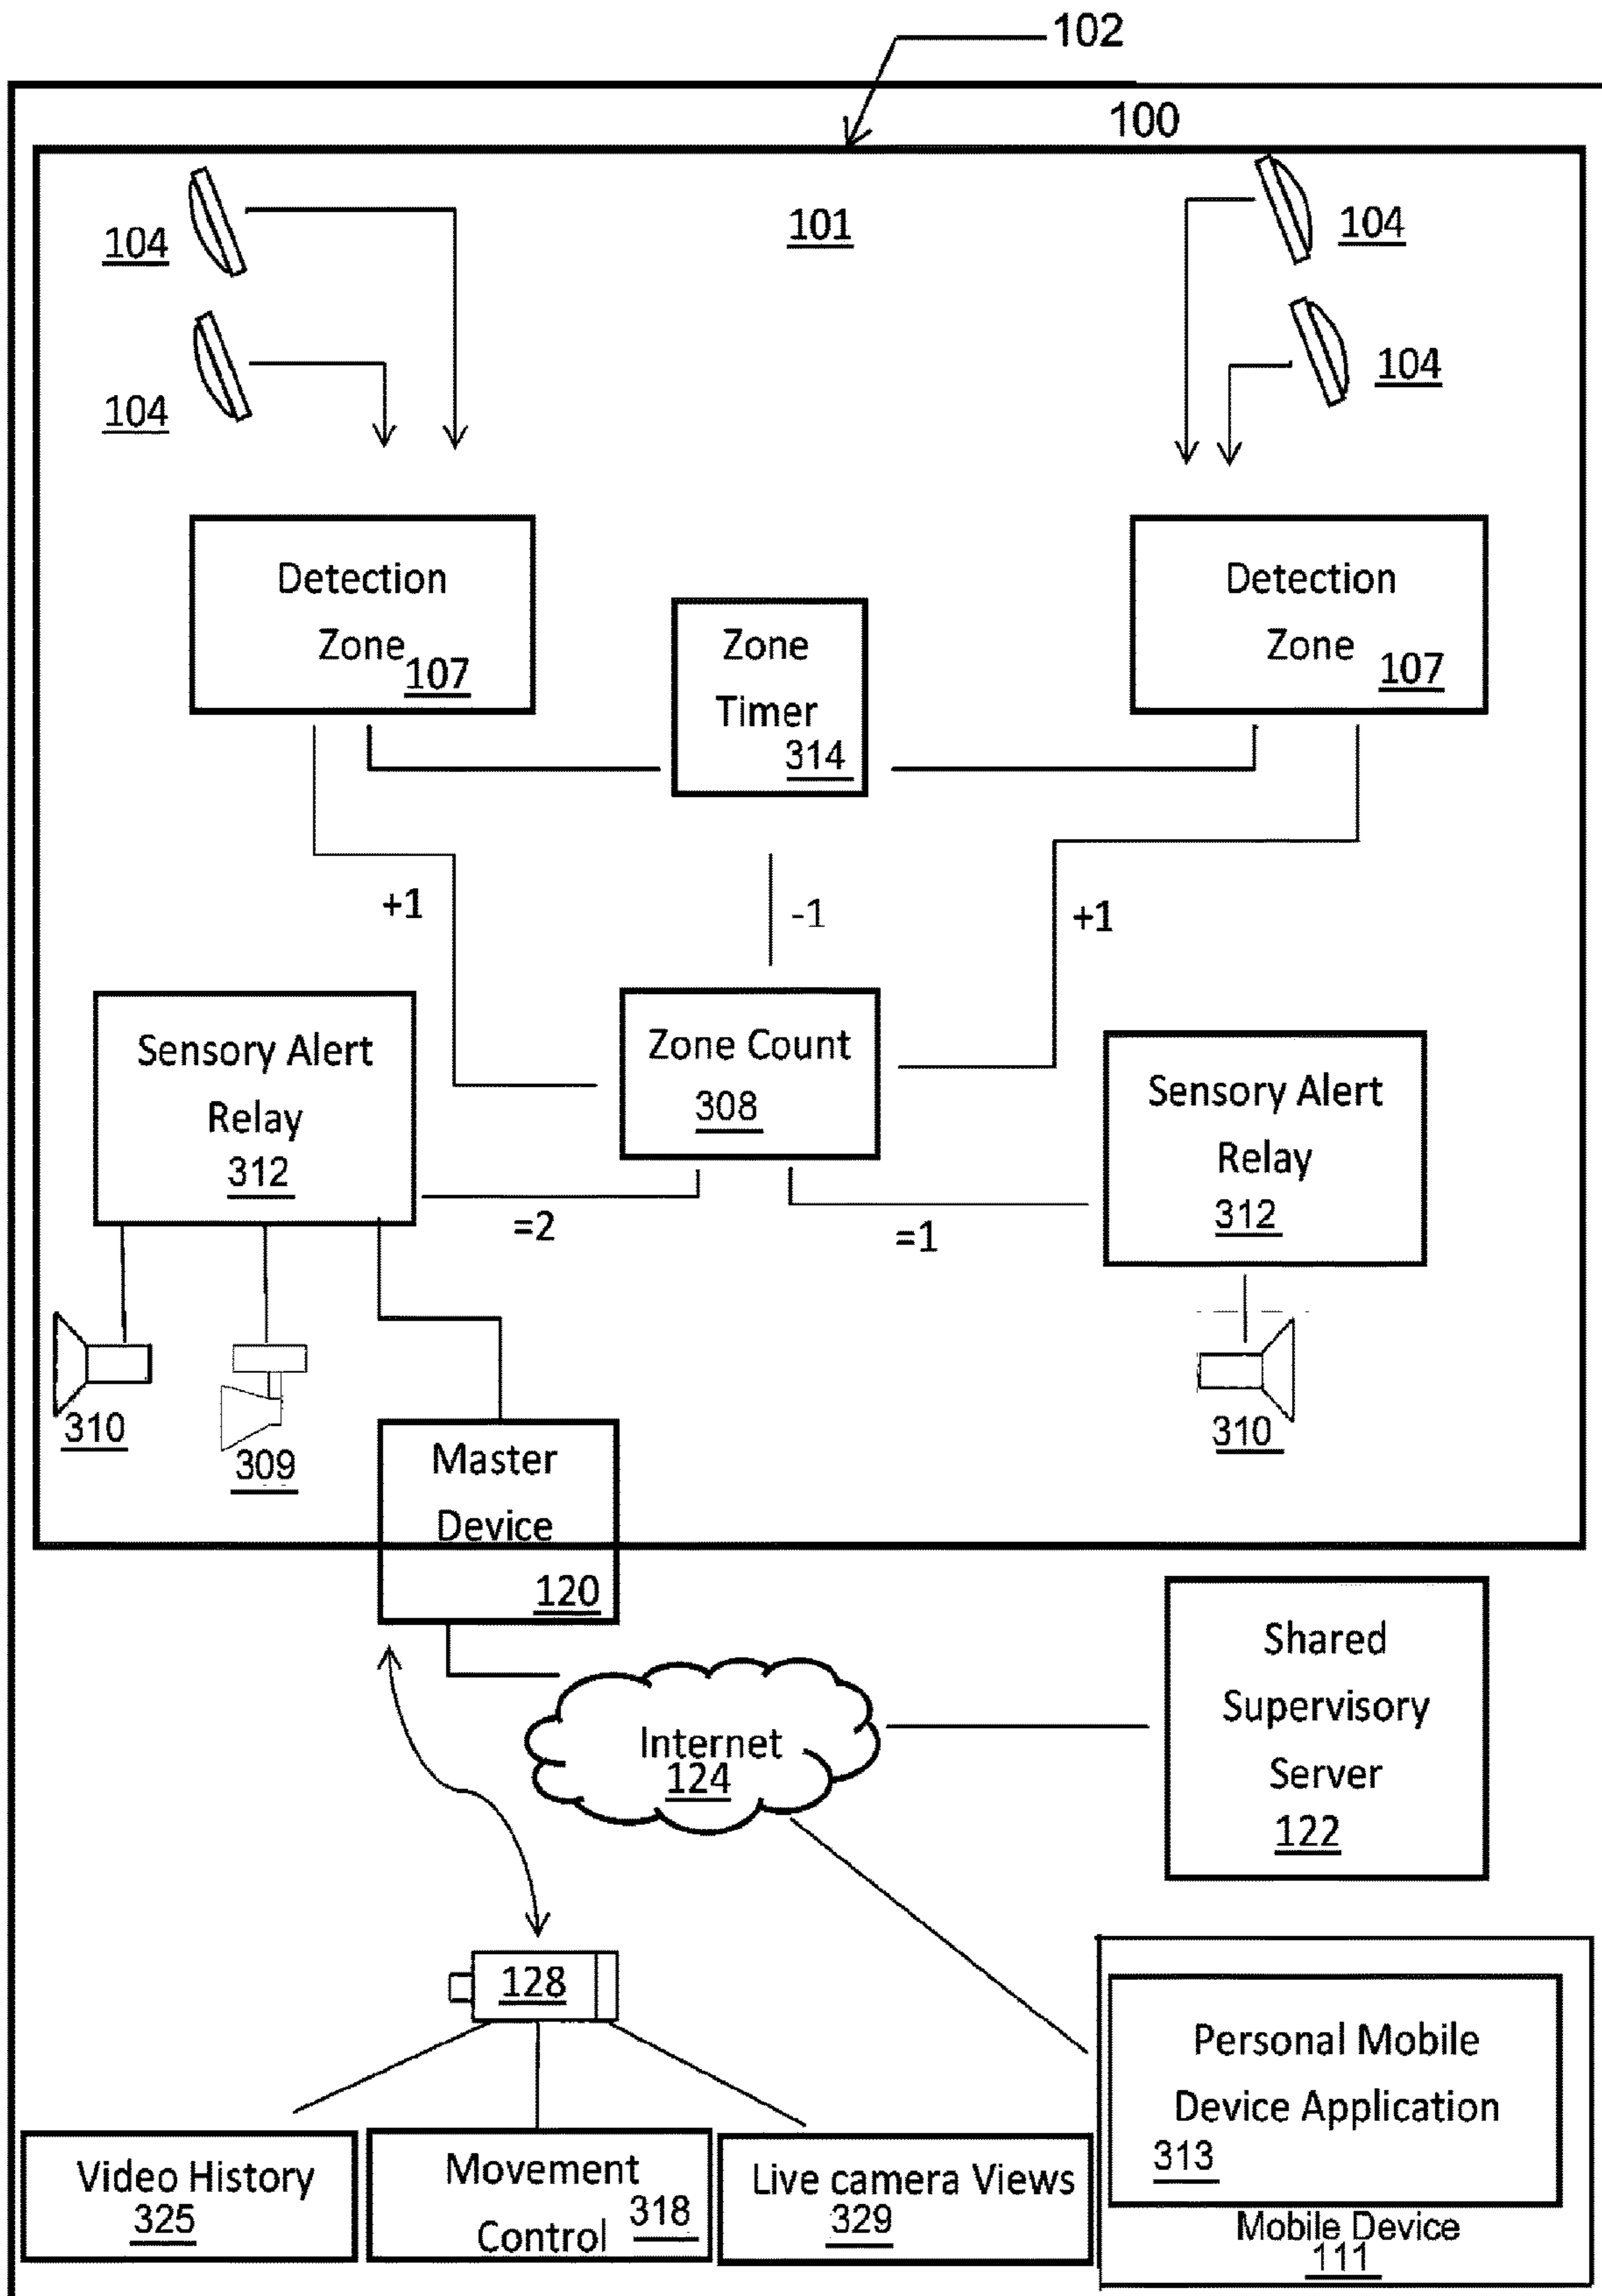 102
100
101
104
104
104
104
Detection
Zone
107
Zone
Timer
314
Detection
Zone
107
+1
-1
+1
Sensory Alert
Relay
312
Zone Count
308
Sensory Alert
Relay
312
=2
=1
310
309
310
Master
Device
120
Internet
124
Shared
Supervisory
Server
122
128
Video History
325
Movement
Control
318
Live camera Views
329
Personal Mobile
Device Application
313
Mobile Device
111